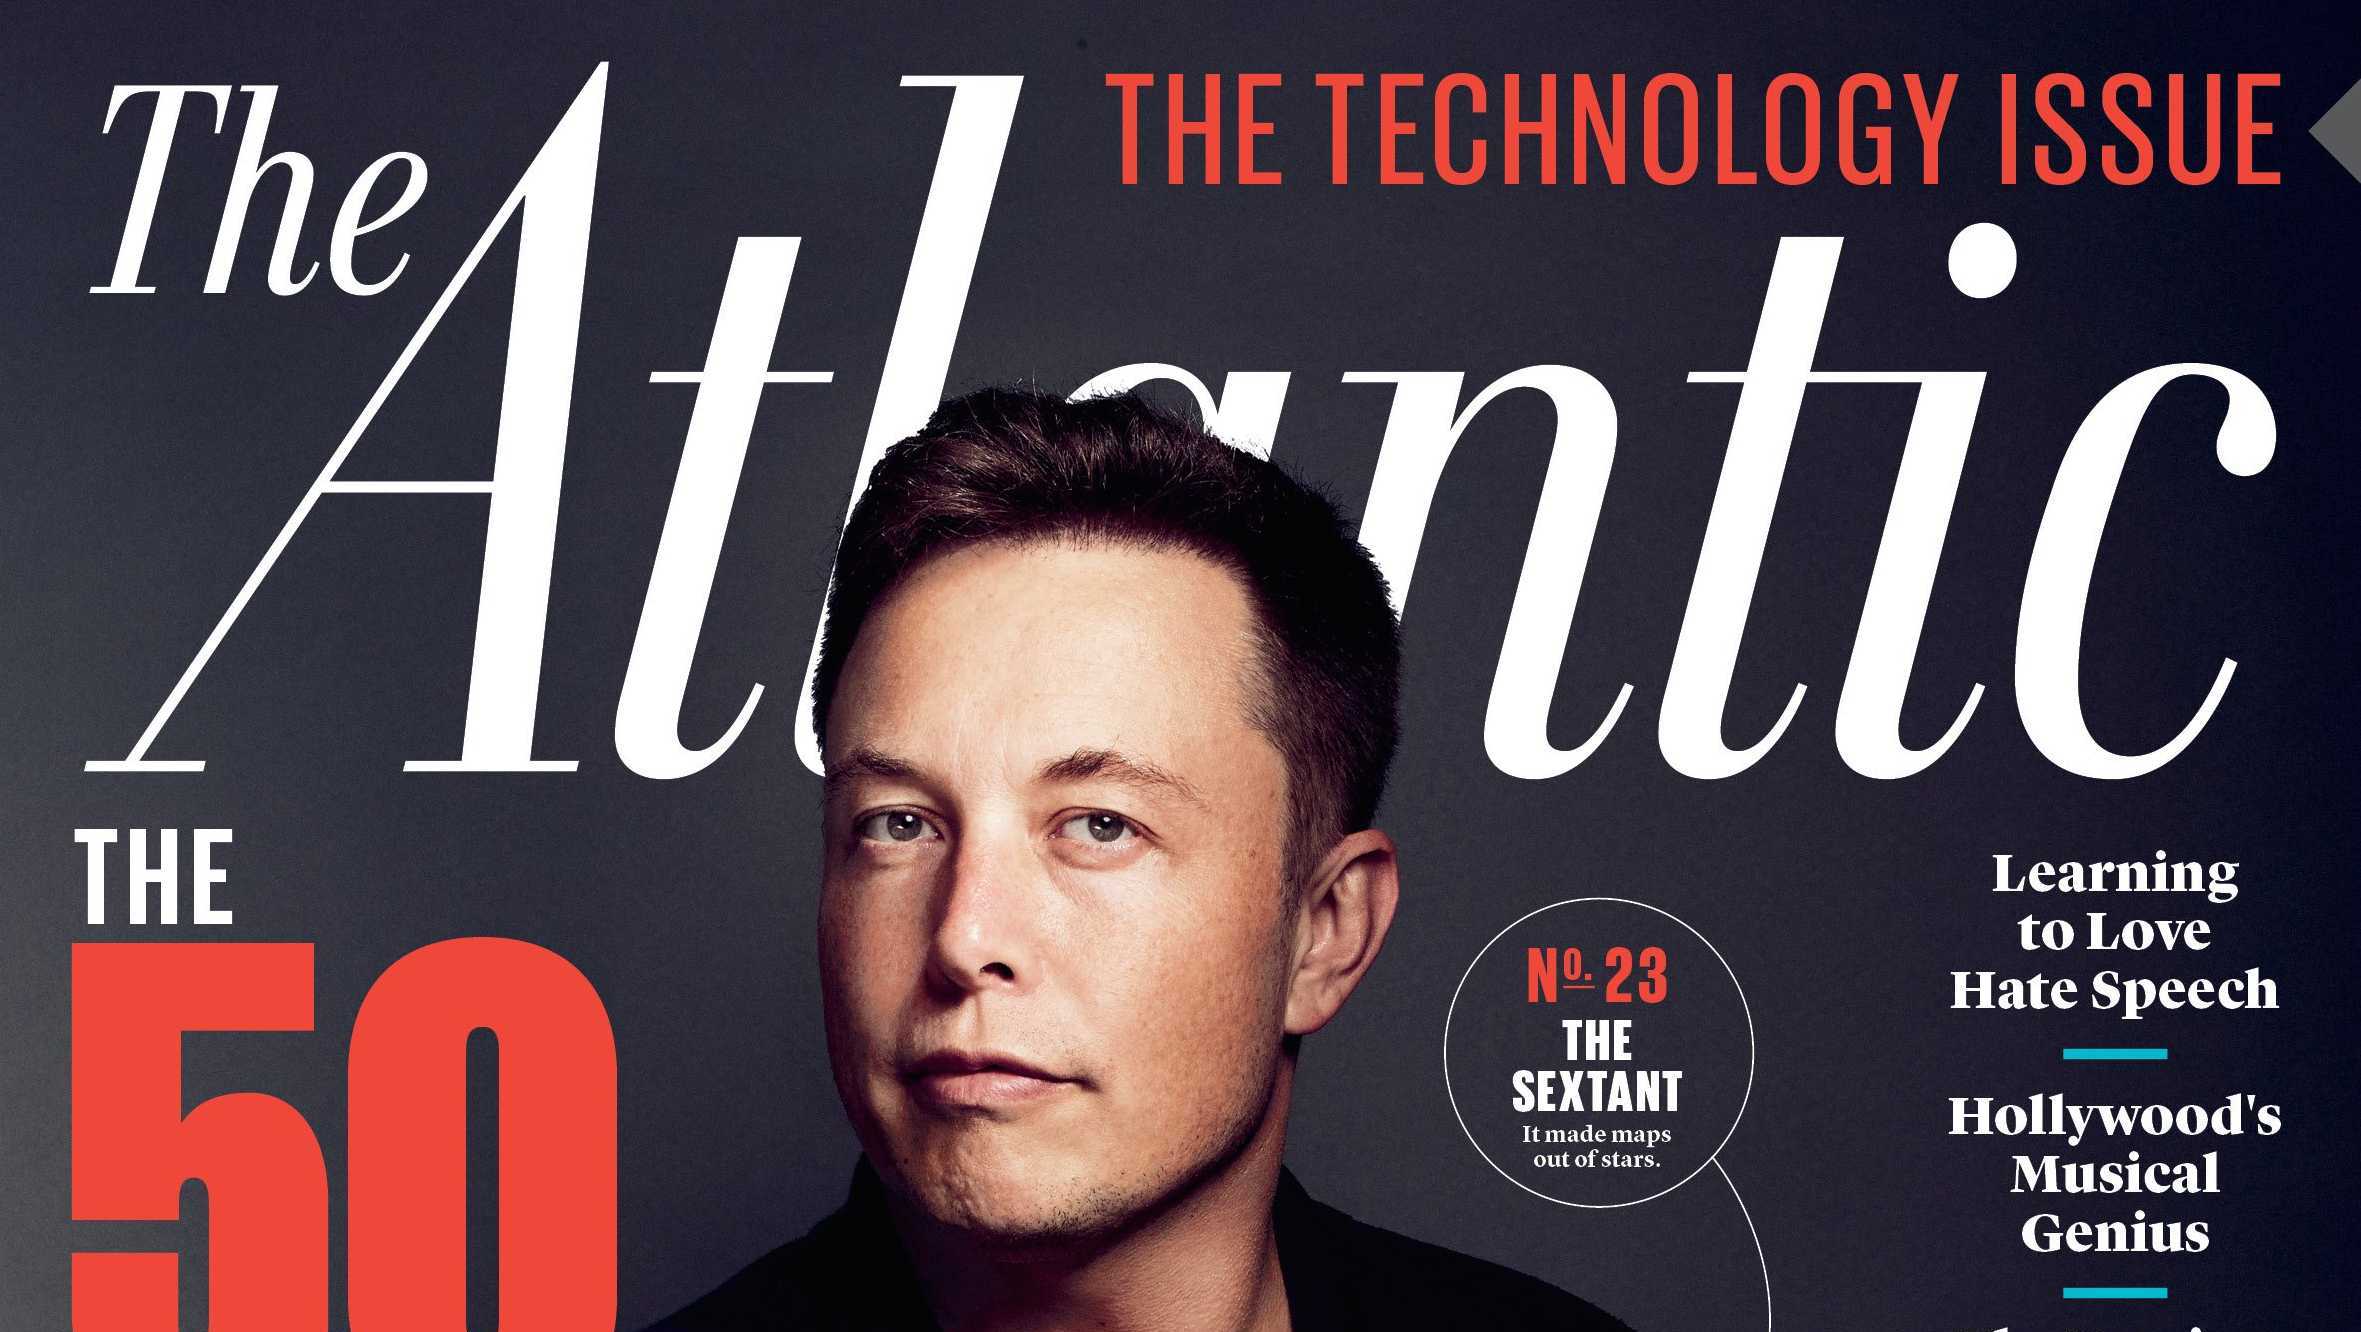 THE TECHNOLOGY ISSUE
The Atlantic
THE
50
No. 23
THE
SEXTANT
It made maps
out of stars.
Learning
to Love
Hate Speech
Hollywood's
Musical
Genius